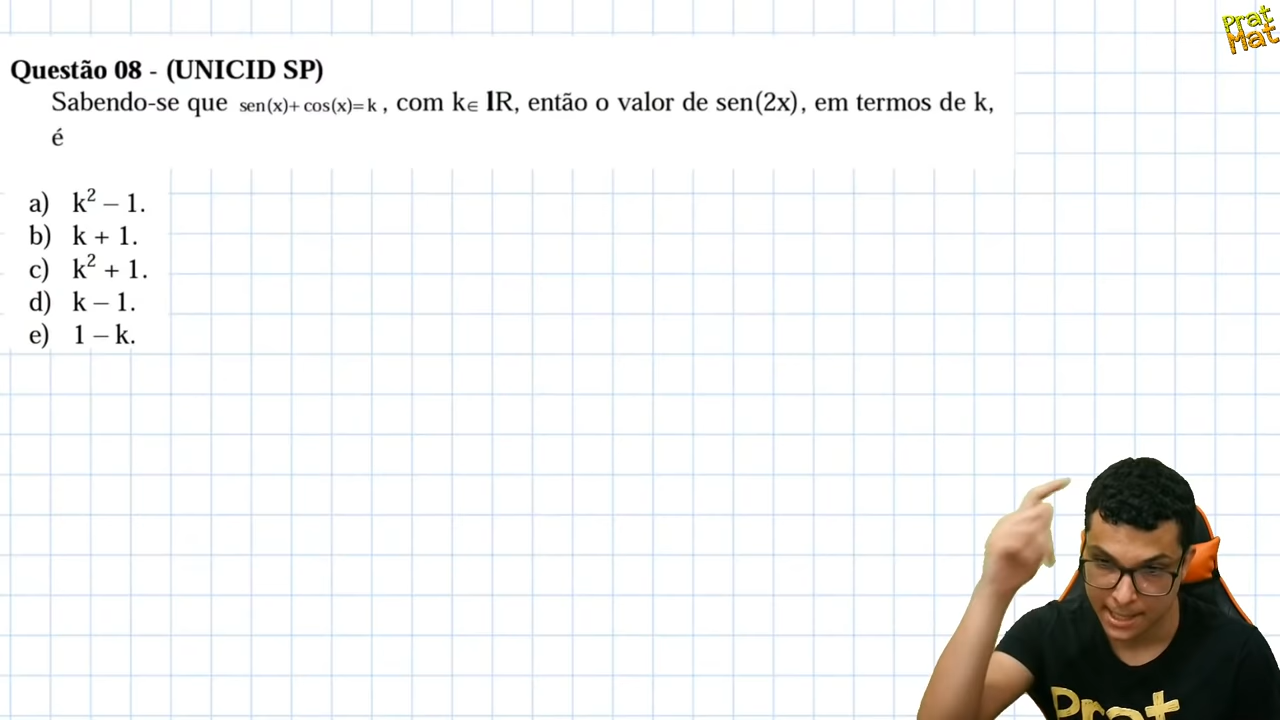 Prat
Mat
Questão 08 - (UNICID SP)
Sabendo-se que sen(x)+ cos(x)=k , com k∈ IR, então o valor de sen(2x), em termos de k,
é
a) k² – 1.
b) k + 1.
c) k² + 1.
d) k – 1.
e) 1 – k.
Prat